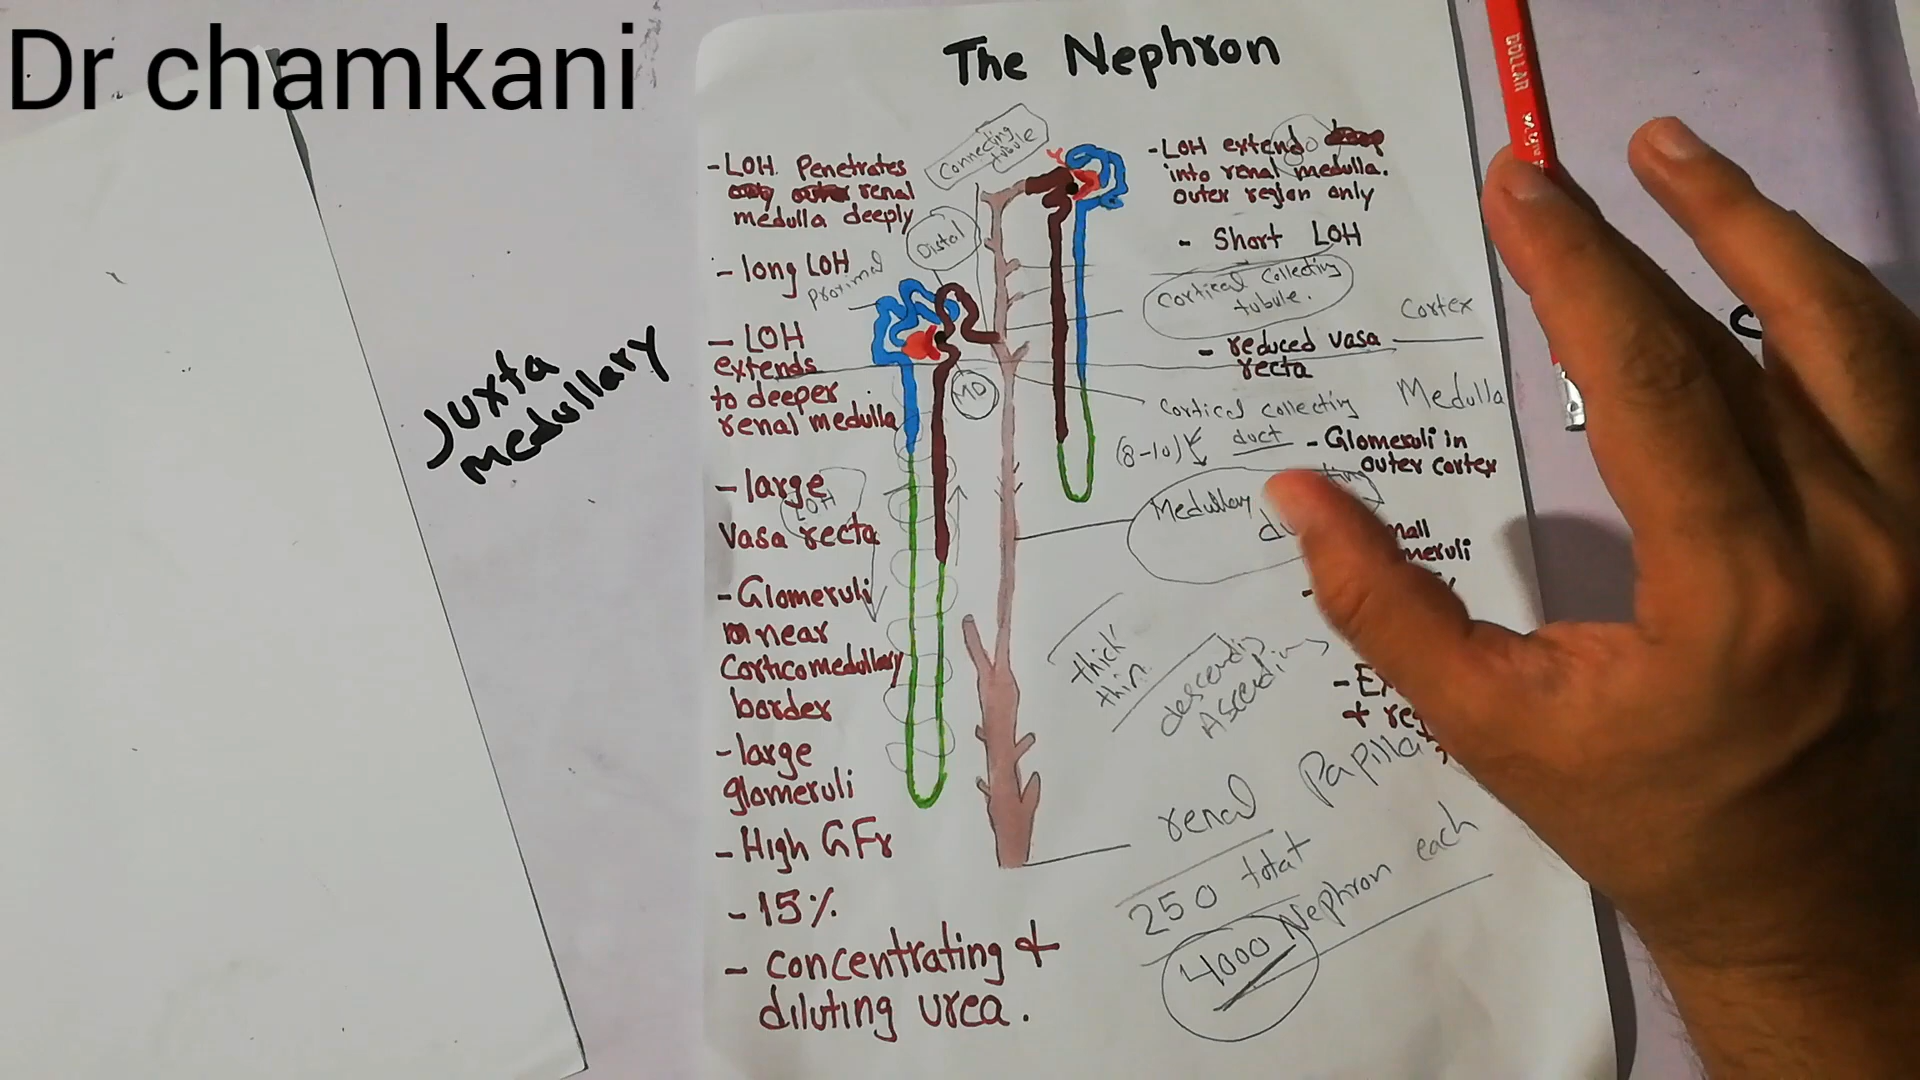 Dr chamkani
The Nephron
Juxta
medullary
- LOH Penetrates
renal
medulla deeply
- long LOH
- LOH
extends
to deeper
renal medulla
- large
Vasa recta
- Glomeruli
near
Corticomedullary
border
- large
glomeruli
- High GFr
- 15%
- concentrating &
diluting urea.
Connecting
tubule
Distal
Proximal
MD
LOH
- LOH extend
into renal medulla.
outer region only
- Short LOH
Cortical Collecting
tubule.
- reduced vasa
recta
Cortex
Medulla
Cortical collecting
duct
(8-10)
- Glomeruli in
outer cortex
Medullary
thick
thin
descendin
Ascendin
renal Papilla
250 total
4000 Nephron each
DOLLAR